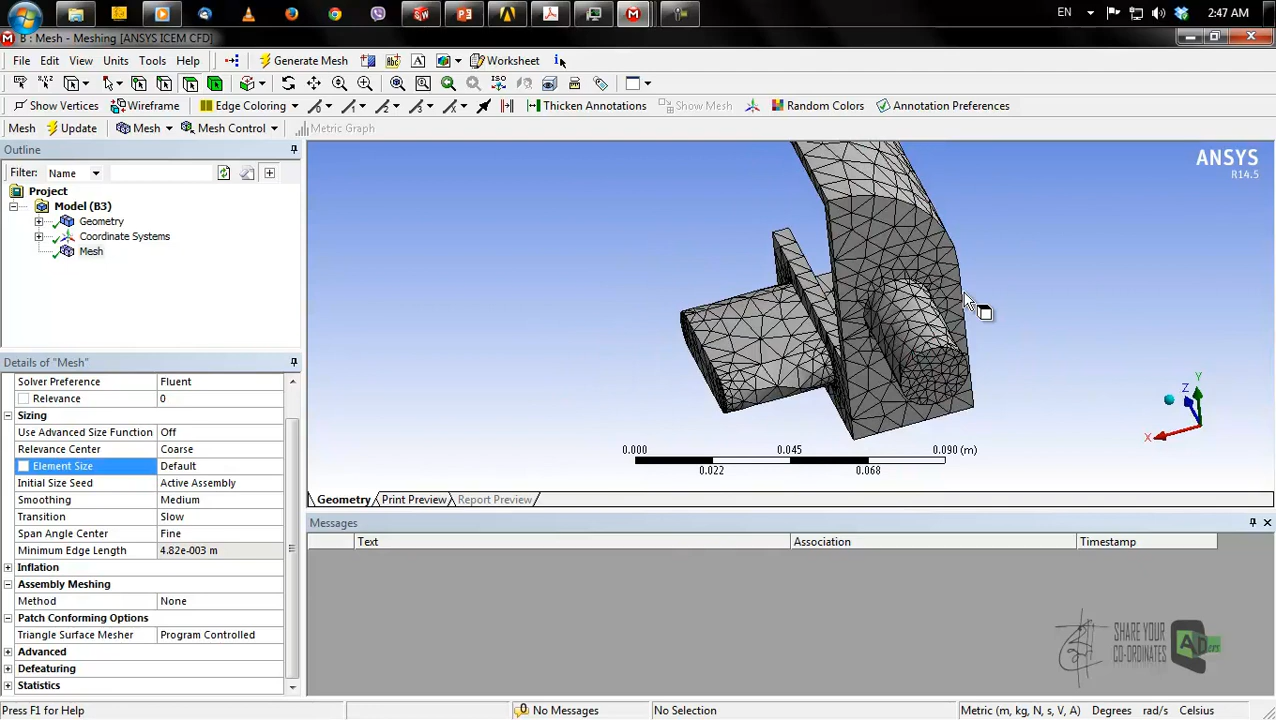 EN 2:47 AM
B : Mesh - Meshing [ANSYS ICEM CFD]
File Edit View Units Tools Help Generate Mesh Worksheet
Show Vertices Wireframe Edge Coloring Thicken Annotations Show Mesh Random Colors Annotation Preferences
Mesh Update Mesh Mesh Control Metric Graph
Outline
Filter: Name
Project
Model (B3)
Geometry
Coordinate Systems
Mesh
ANSYS
R14.5
Y
Z
X
0.000 0.045 0.090 (m)
0.022 0.068
Geometry Print Preview Report Preview
Details of "Mesh"
Solver Preference Fluent
Relevance 0
Sizing
Use Advanced Size Function Off
Relevance Center Coarse
Element Size Default
Initial Size Seed Active Assembly
Smoothing Medium
Transition Slow
Span Angle Center Fine
Minimum Edge Length 4.82e-003 m
Inflation
Assembly Meshing
Method None
Patch Conforming Options
Triangle Surface Mesher Program Controlled
Advanced
Defeaturing
Statistics
Messages
Text Association Timestamp
SHARE YOUR
CO-ORDINATES
Press F1 for Help No Messages No Selection Metric (m, kg, N, s, V, A) Degrees rad/s Celsius